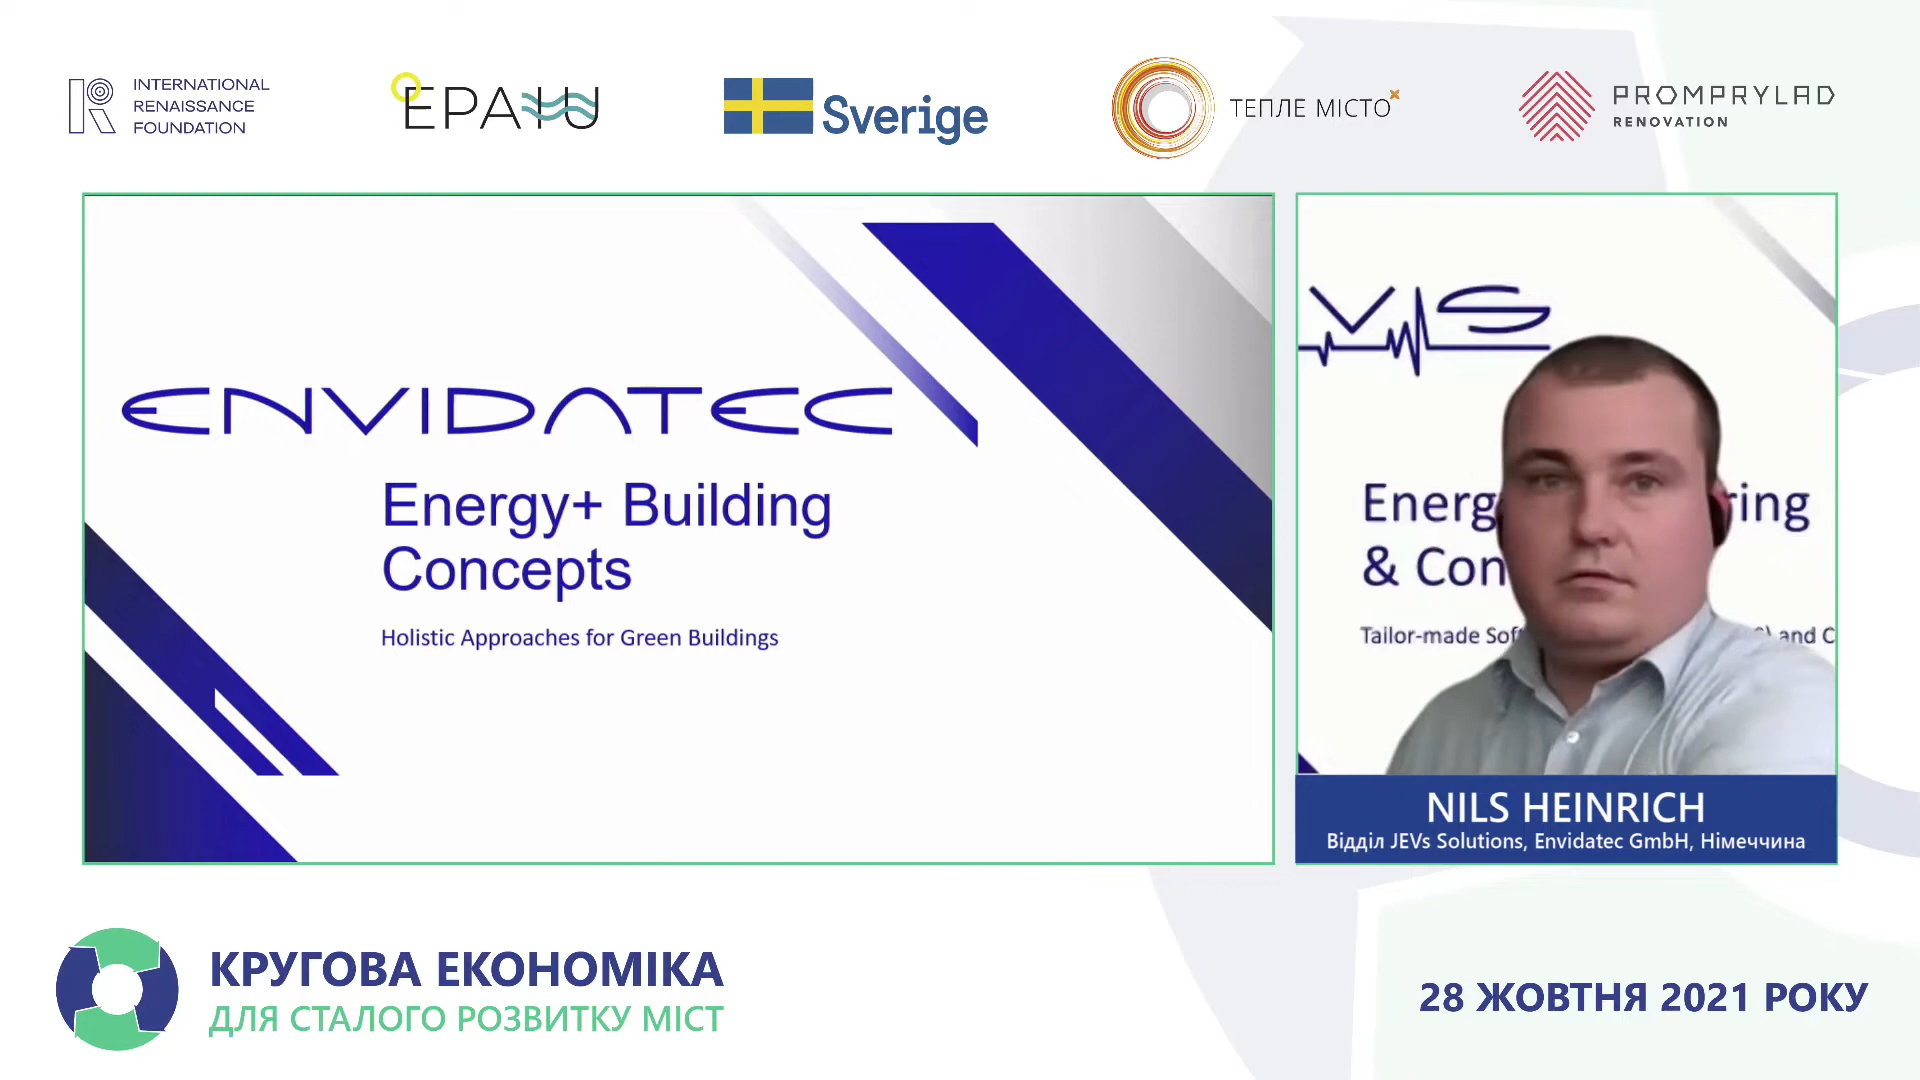 INTERNATIONAL
RENAISSANCE
FOUNDATION
ЕРАІЦ
Sverige
ТЕПЛЕ МІСТО
PROMPRYLAD
RENOVATION
ENVIDATEC
Energy+ Building
Concepts
Holistic Approaches for Green Buildings
VIS
Energ ring
& Con
Tailor-made Sof and C
NILS HEINRICH
Відділ JEVs Solutions, Envidatec GmbH, Німеччина
КРУГОВА ЕКОНОМІКА
ДЛЯ СТАЛОГО РОЗВИТКУ МІСТ
28 ЖОВТНЯ 2021 РОКУ